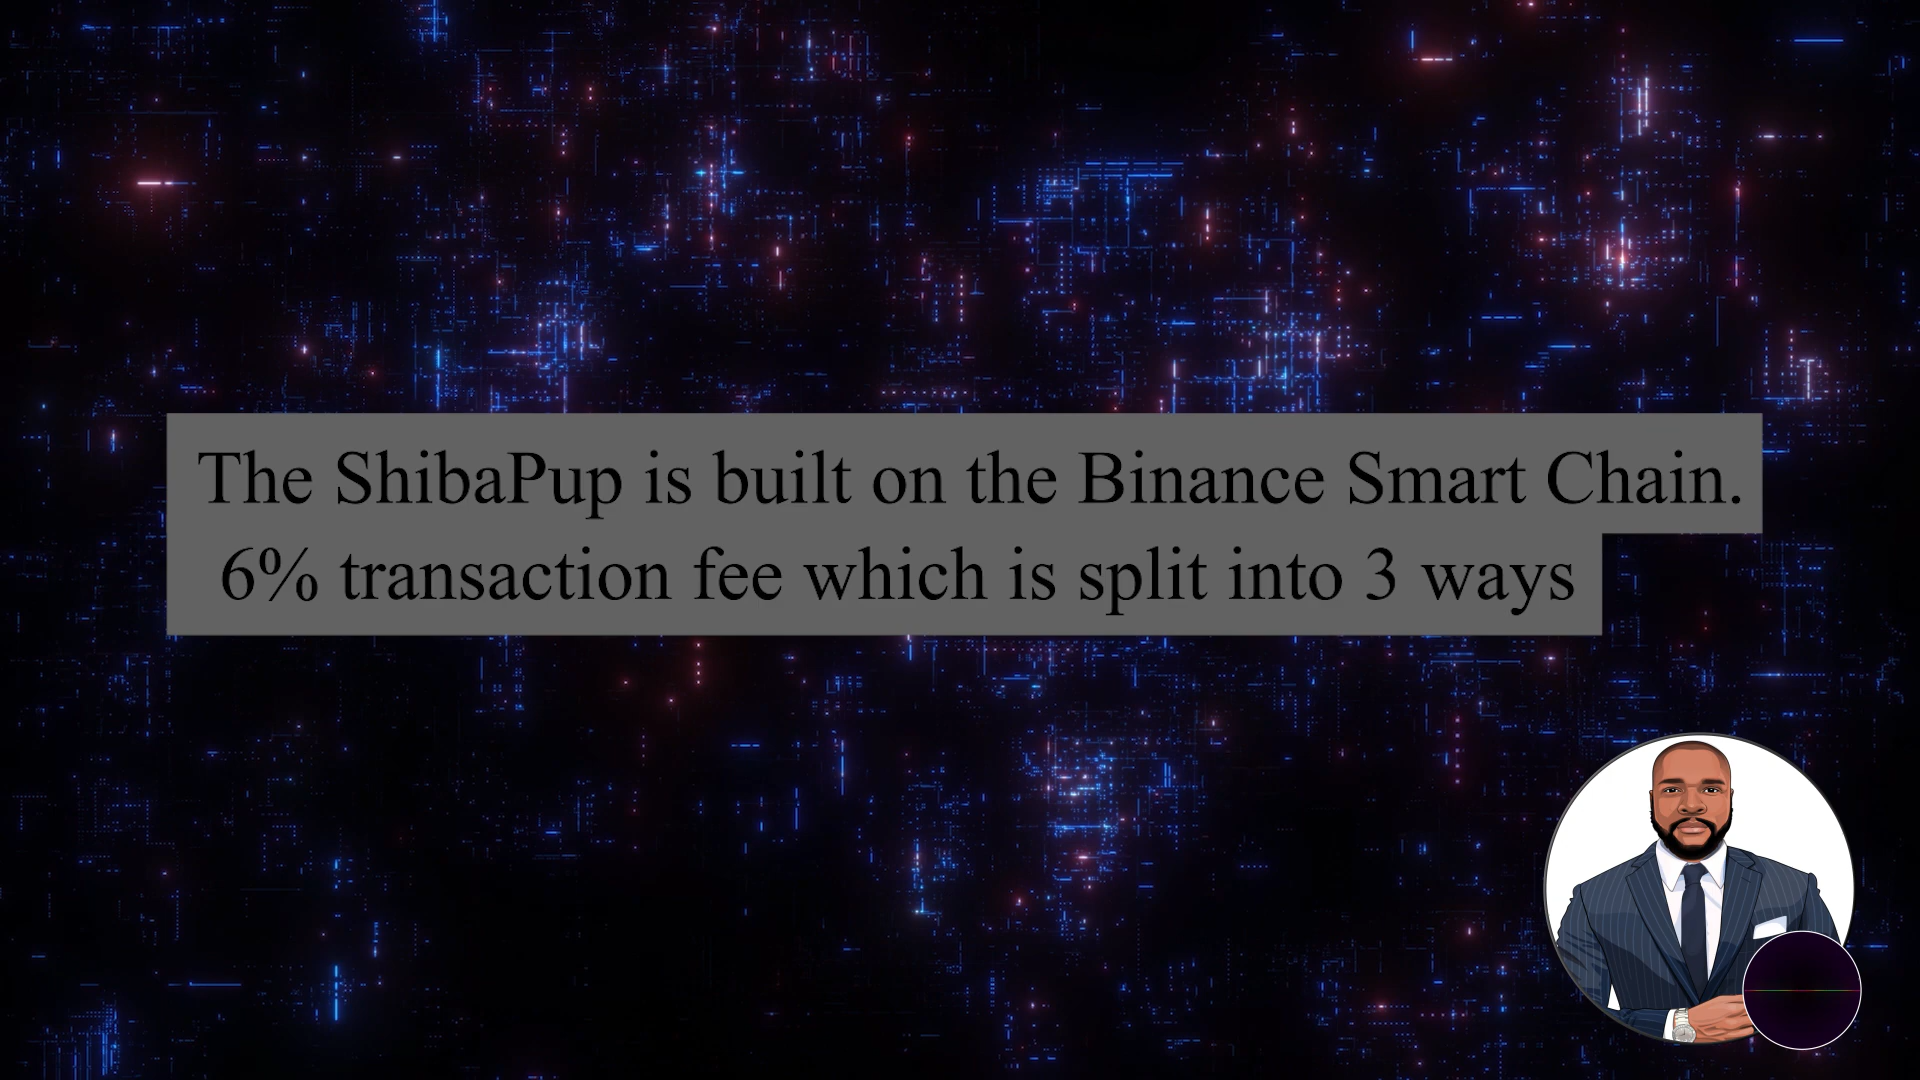 The ShibaPup is built on the Binance Smart Chain.
6% transaction fee which is split into 3 ways